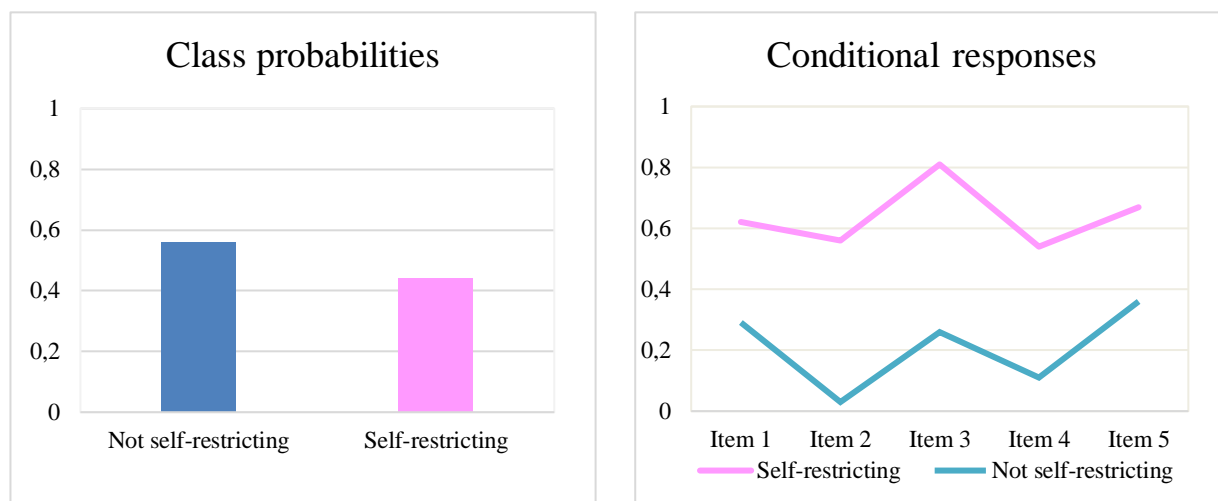 Class probabilities
1
0,8
0,6
0,4
0,2
0
Not self-restricting
Self-restricting
Conditional responses
1
0,8
0,6
0,4
0,2
0
Item 1 Item 2 Item 3 Item 4 Item 5
Self-restricting
Not self-restricting